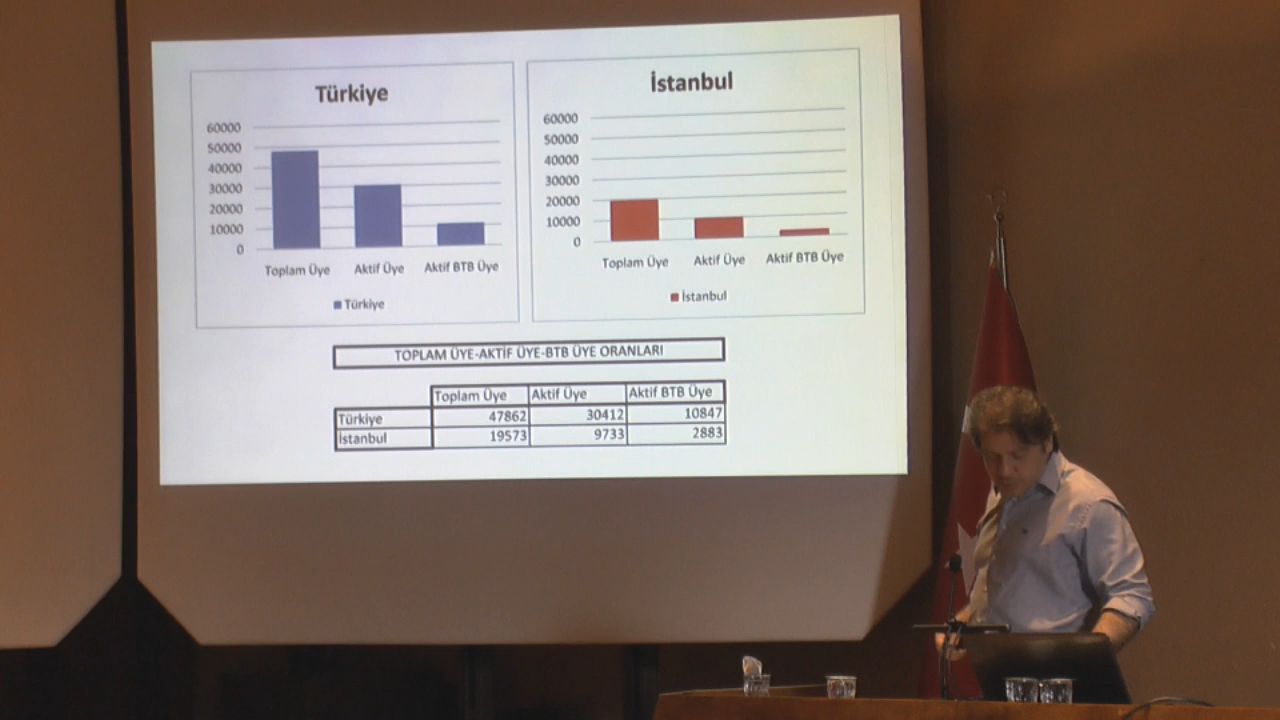 Türkiye
60000
50000
40000
30000
20000
10000
0
Toplam Üye Aktif Üye Aktif BTB Üye
Türkiye
İstanbul
60000
50000
40000
30000
20000
10000
0
Toplam Üye Aktif Üye Aktif BTB Üye
İstanbul
TOPLAM ÜYE-AKTİF ÜYE-BTB ÜYE ORANLARI
Toplam Üye Aktif Üye Aktif BTB Üye
Türkiye 47862 30412 10847
İstanbul 19573 9733 2883